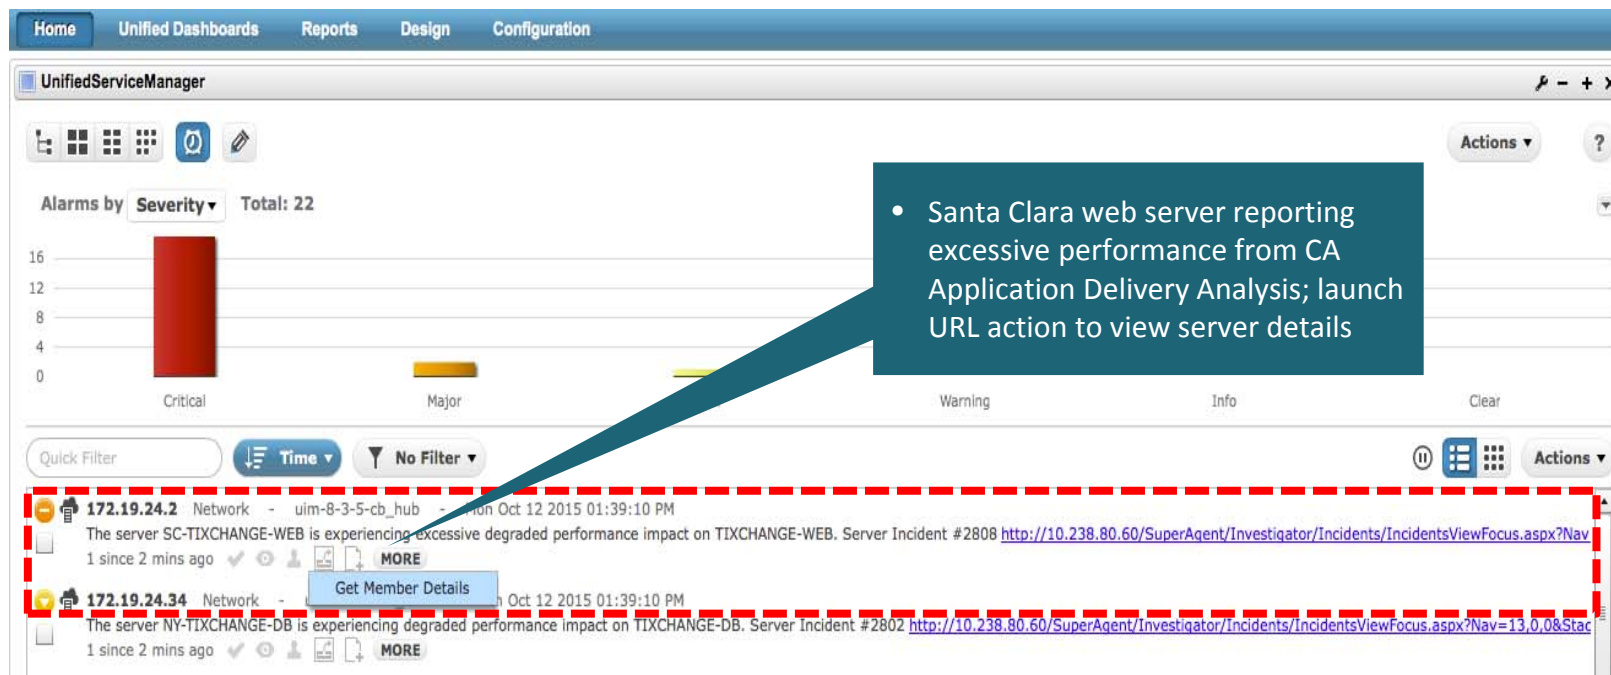 Home Unified Dashboards Reports Design Configuration
UnifiedServiceManager
Actions
?
Alarms by Severity Total: 22
• Santa Clara web server reporting
excessive performance from CA
Application Delivery Analysis; launch
URL action to view server details
16
12
8
4
0
Critical Major Warning Info Clear
Quick Filter Time No Filter Actions
172.19.24.2 Network - uim-8-3-5-cb_hub - Oct 12 2015 01:39:10 PM
The server SC-TIXCHANGE-WEB is experiencing excessive degraded performance impact on TIXCHANGE-WEB. Server Incident #2808 http://10.238.80.60/SuperAgent/Investigator/Incidents/IncidentsViewFocus.aspx?Nav
1 since 2 mins ago MORE
Get Member Details
172.19.24.34 Network - Oct 12 2015 01:39:10 PM
The server NY-TIXCHANGE-DB is experiencing degraded performance impact on TIXCHANGE-DB. Server Incident #2802 http://10.238.80.60/SuperAgent/Investigator/Incidents/IncidentsViewFocus.aspx?Nav=13,0,0&Stac
1 since 2 mins ago MORE